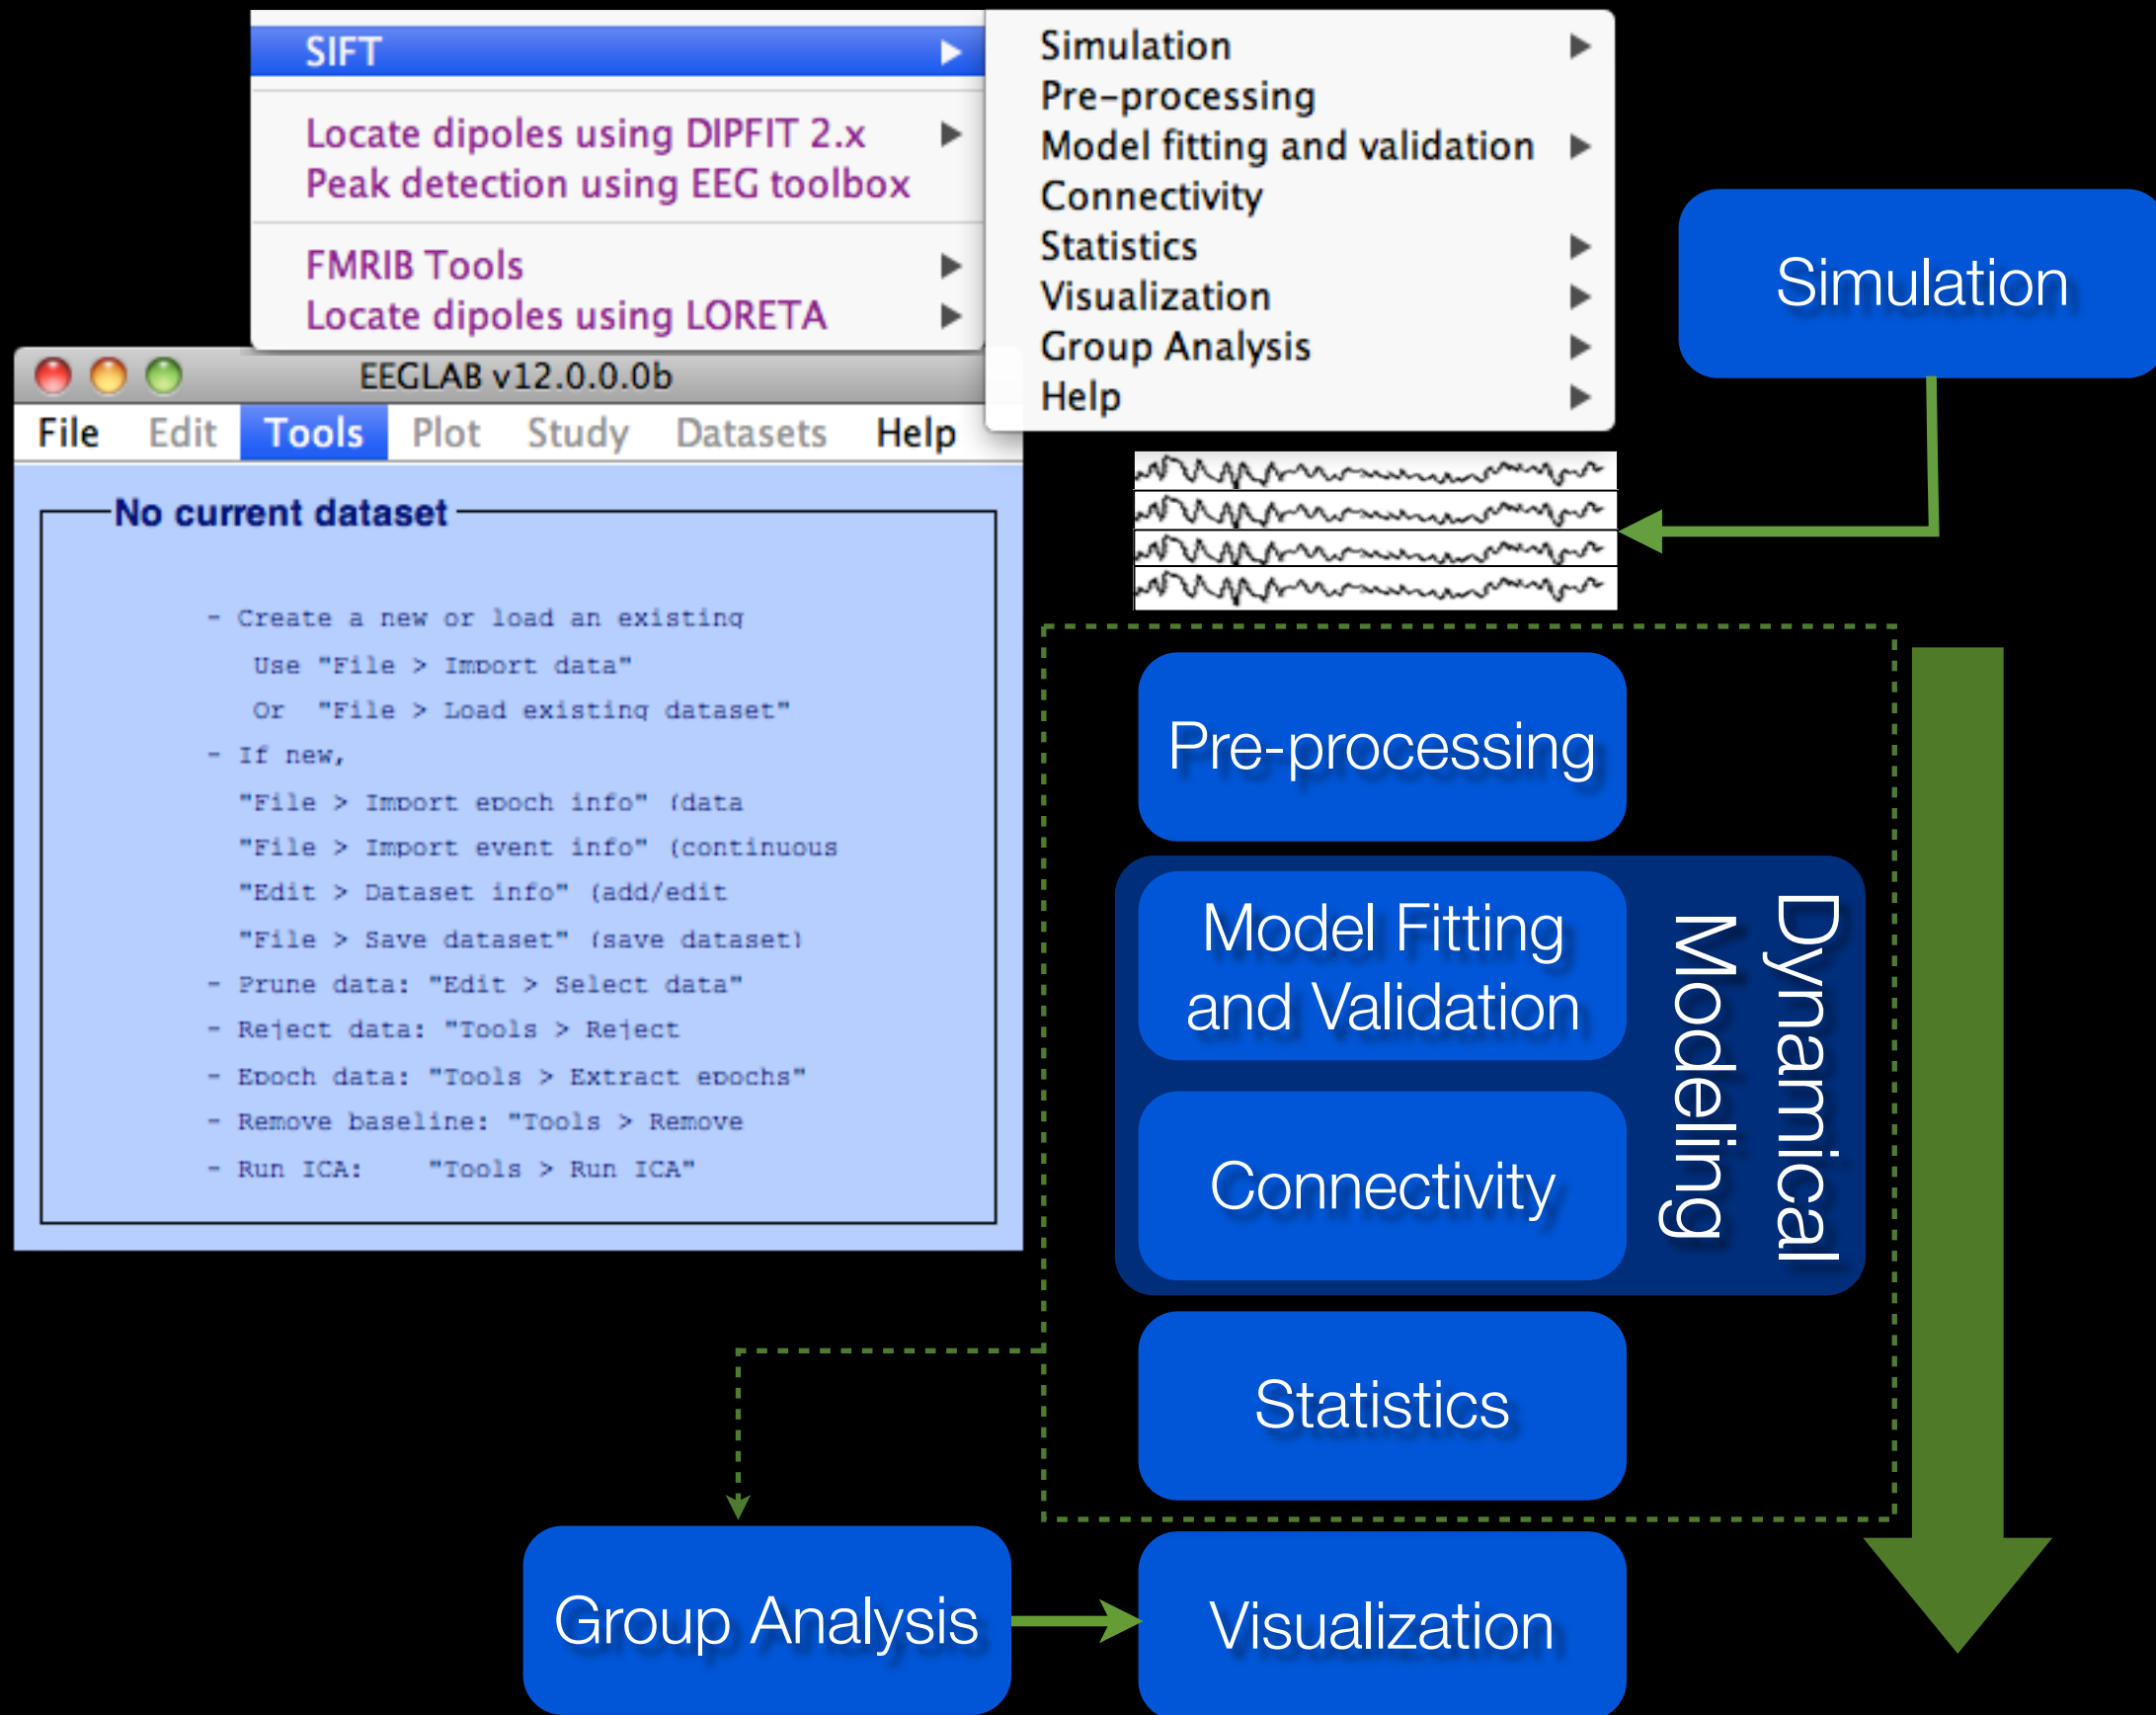 SIFT
Locate dipoles using DIPFIT 2.x
Peak detection using EEG toolbox
FMRIB Tools
Locate dipoles using LORETA
Simulation
Pre-processing
Model fitting and validation
Connectivity
Statistics
Visualization
Group Analysis
Help
EEGLAB v12.0.0.0b
File Edit Tools Plot Study Datasets Help
No current dataset
- Create a new or load an existing
Use "File > Import data"
Or "File > Load existing dataset"
- If new,
"File > Import epoch info" (data
"File > Import event info" (continuous
"Edit > Dataset info" (add/edit
"File > Save dataset" (save dataset)
- Prune data: "Edit > Select data"
- Reject data: "Tools > Reject
- Epoch data: "Tools > Extract epochs"
- Remove baseline: "Tools > Remove
- Run ICA: "Tools > Run ICA"
Simulation
Pre-processing
Model Fitting
and Validation
Connectivity
Dynamical
Modeling
Statistics
Group Analysis
Visualization